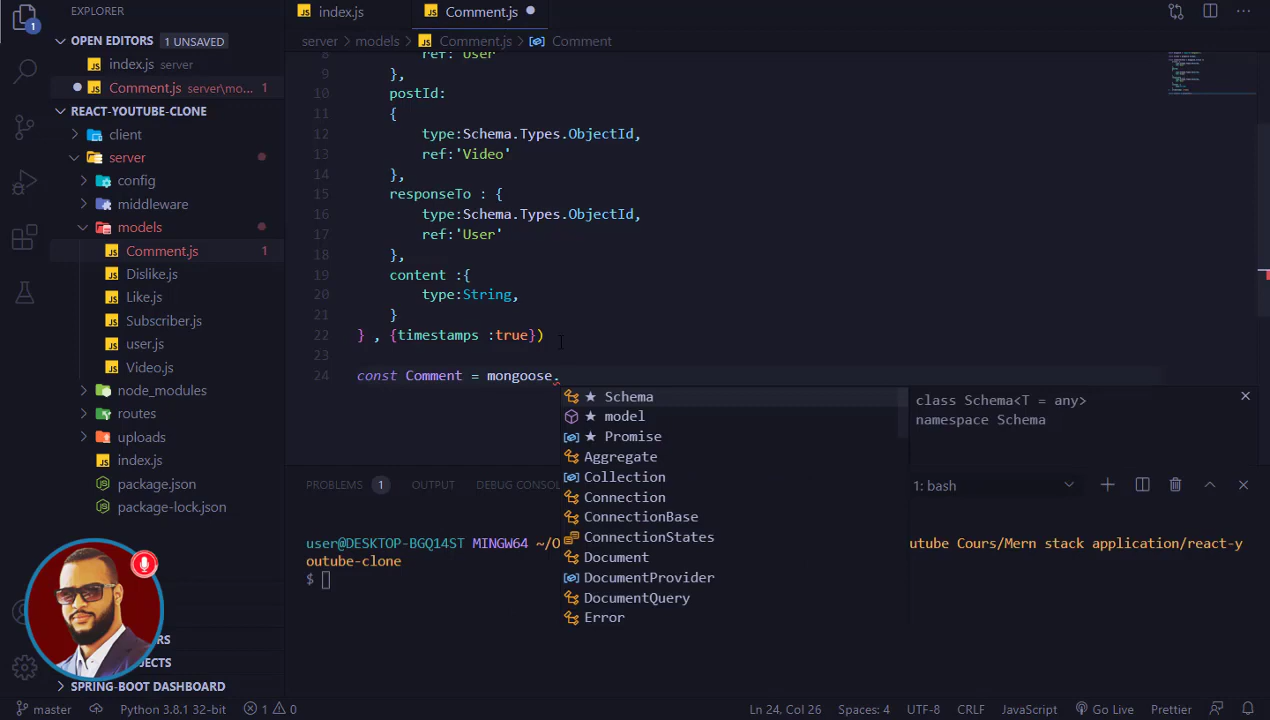 EXPLORER
OPEN EDITORS 1 UNSAVED
index.js server
Comment.js server\mo... 1
REACT-YOUTUBE-CLONE
client
server
config
middleware
models
Comment.js 1
Dislike.js
Like.js
Subscriber.js
user.js
Video.js
node_modules
routes
uploads
index.js
package.json
package-lock.json
SPRING-BOOT DASHBOARD
index.js
Comment.js
server > models > Comment.js > Comment
8 ref: 'User'
9 },
10 postId:
11 {
12 type:Schema.Types.ObjectId,
13 ref:'Video'
14 },
15 responseTo : {
16 type:Schema.Types.ObjectId,
17 ref:'User'
18 },
19 content :{
20 type:String,
21 }
22 } , {timestamps :true})
23
24 const Comment = mongoose.
★ Schema
★ model
★ Promise
Aggregate
Collection
Connection
ConnectionBase
ConnectionStates
Document
DocumentProvider
DocumentQuery
Error
class Schema<T = any>
namespace Schema
PROBLEMS 1 OUTPUT DEBUG CONSOL
1: bash
user@DESKTOP-BGQ14ST MINGW64 ~/O
utube Cours/Mern stack application/react-y
outube-clone
$
master
Python 3.8.1 32-bit
1 0
Ln 24, Col 26
Spaces: 4
UTF-8
CRLF
JavaScript
Go Live
Prettier